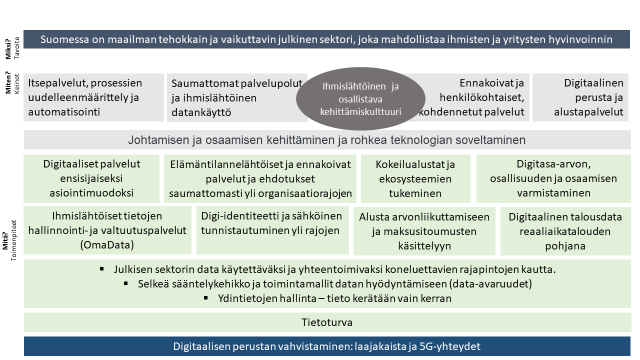 Miksi?
Tavoite
Suomessa on maailman tehokkain ja vaikuttavin julkinen sektori, joka mahdollistaa ihmisten ja yritysten hyvinvoinnin
Miten?
Keinot
Itsepalvelut, prosessien
uudelleenmäärittely ja
automatisointi
Saumattomat palvelupolut
ja ihmislähtöinen
datankäyttö
Ihmislähtöinen ja
osallistava
kehittämiskulttuuri
Ennakoivat ja
henkilökohtaiset,
kohdennetut palvelut
Digitaalinen
perusta ja
alustapalvelut
Johtamisen ja osaamisen kehittäminen ja rohkea teknologian soveltaminen
Mitä?
Toimenpiteet
Digitaaliset palvelut
ensisijaiseksi
asiointimuodoksi
Elämäntilannelähtöiset ja ennakoivat
palvelut ja ehdotukset
saumattomasti yli organisaatiorajojen
Kokeilualustat ja
ekosysteemien
tukeminen
Digitasa-arvon,
osallisuuden ja osaamisen
varmistaminen
Ihmislähtöiset tietojen
hallinnointi- ja valtuutuspalvelut
(OmaData)
Digi-identiteetti ja sähköinen
tunnistautuminen yli rajojen
Alusta arvonliikuttamiseen
ja maksusitoumusten
käsittelyyn
Digitaalinen talousdata
reaaliaikatalouden
pohjana
▪ Julkisen sektorin data käytettäväksi ja yhteentoimivaksi koneluettavien rajapintojen kautta.
▪ Selkeä sääntelykehikko ja toimintamallit datan hyödyntämiseen (data-avaruudet)
▪ Ydintietojen hallinta – tieto kerätään vain kerran
Tietoturva
Digitaalisen perustan vahvistaminen: laajakaista ja 5G-yhteydet